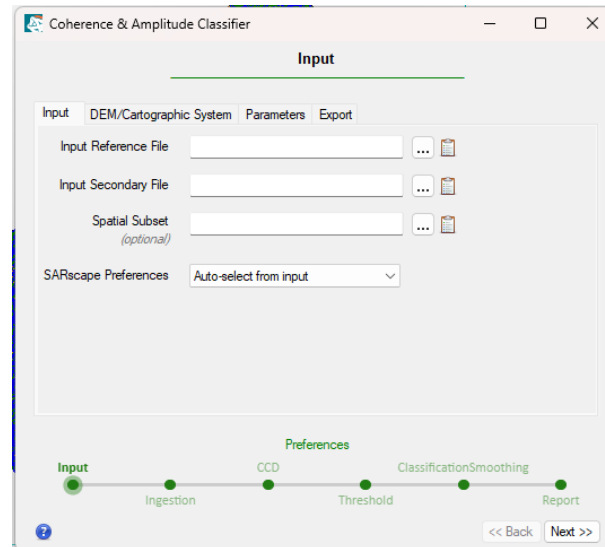 Coherence & Amplitude Classifier
Input
Input DEM/Cartographic System Parameters Export
Input Reference File ...
Input Secondary File ...
Spatial Subset ...
(optional)
SARscape Preferences Auto-select from input
Preferences
Input CCD ClassificationSmoothing
Ingestion Threshold Report
? << Back Next >>